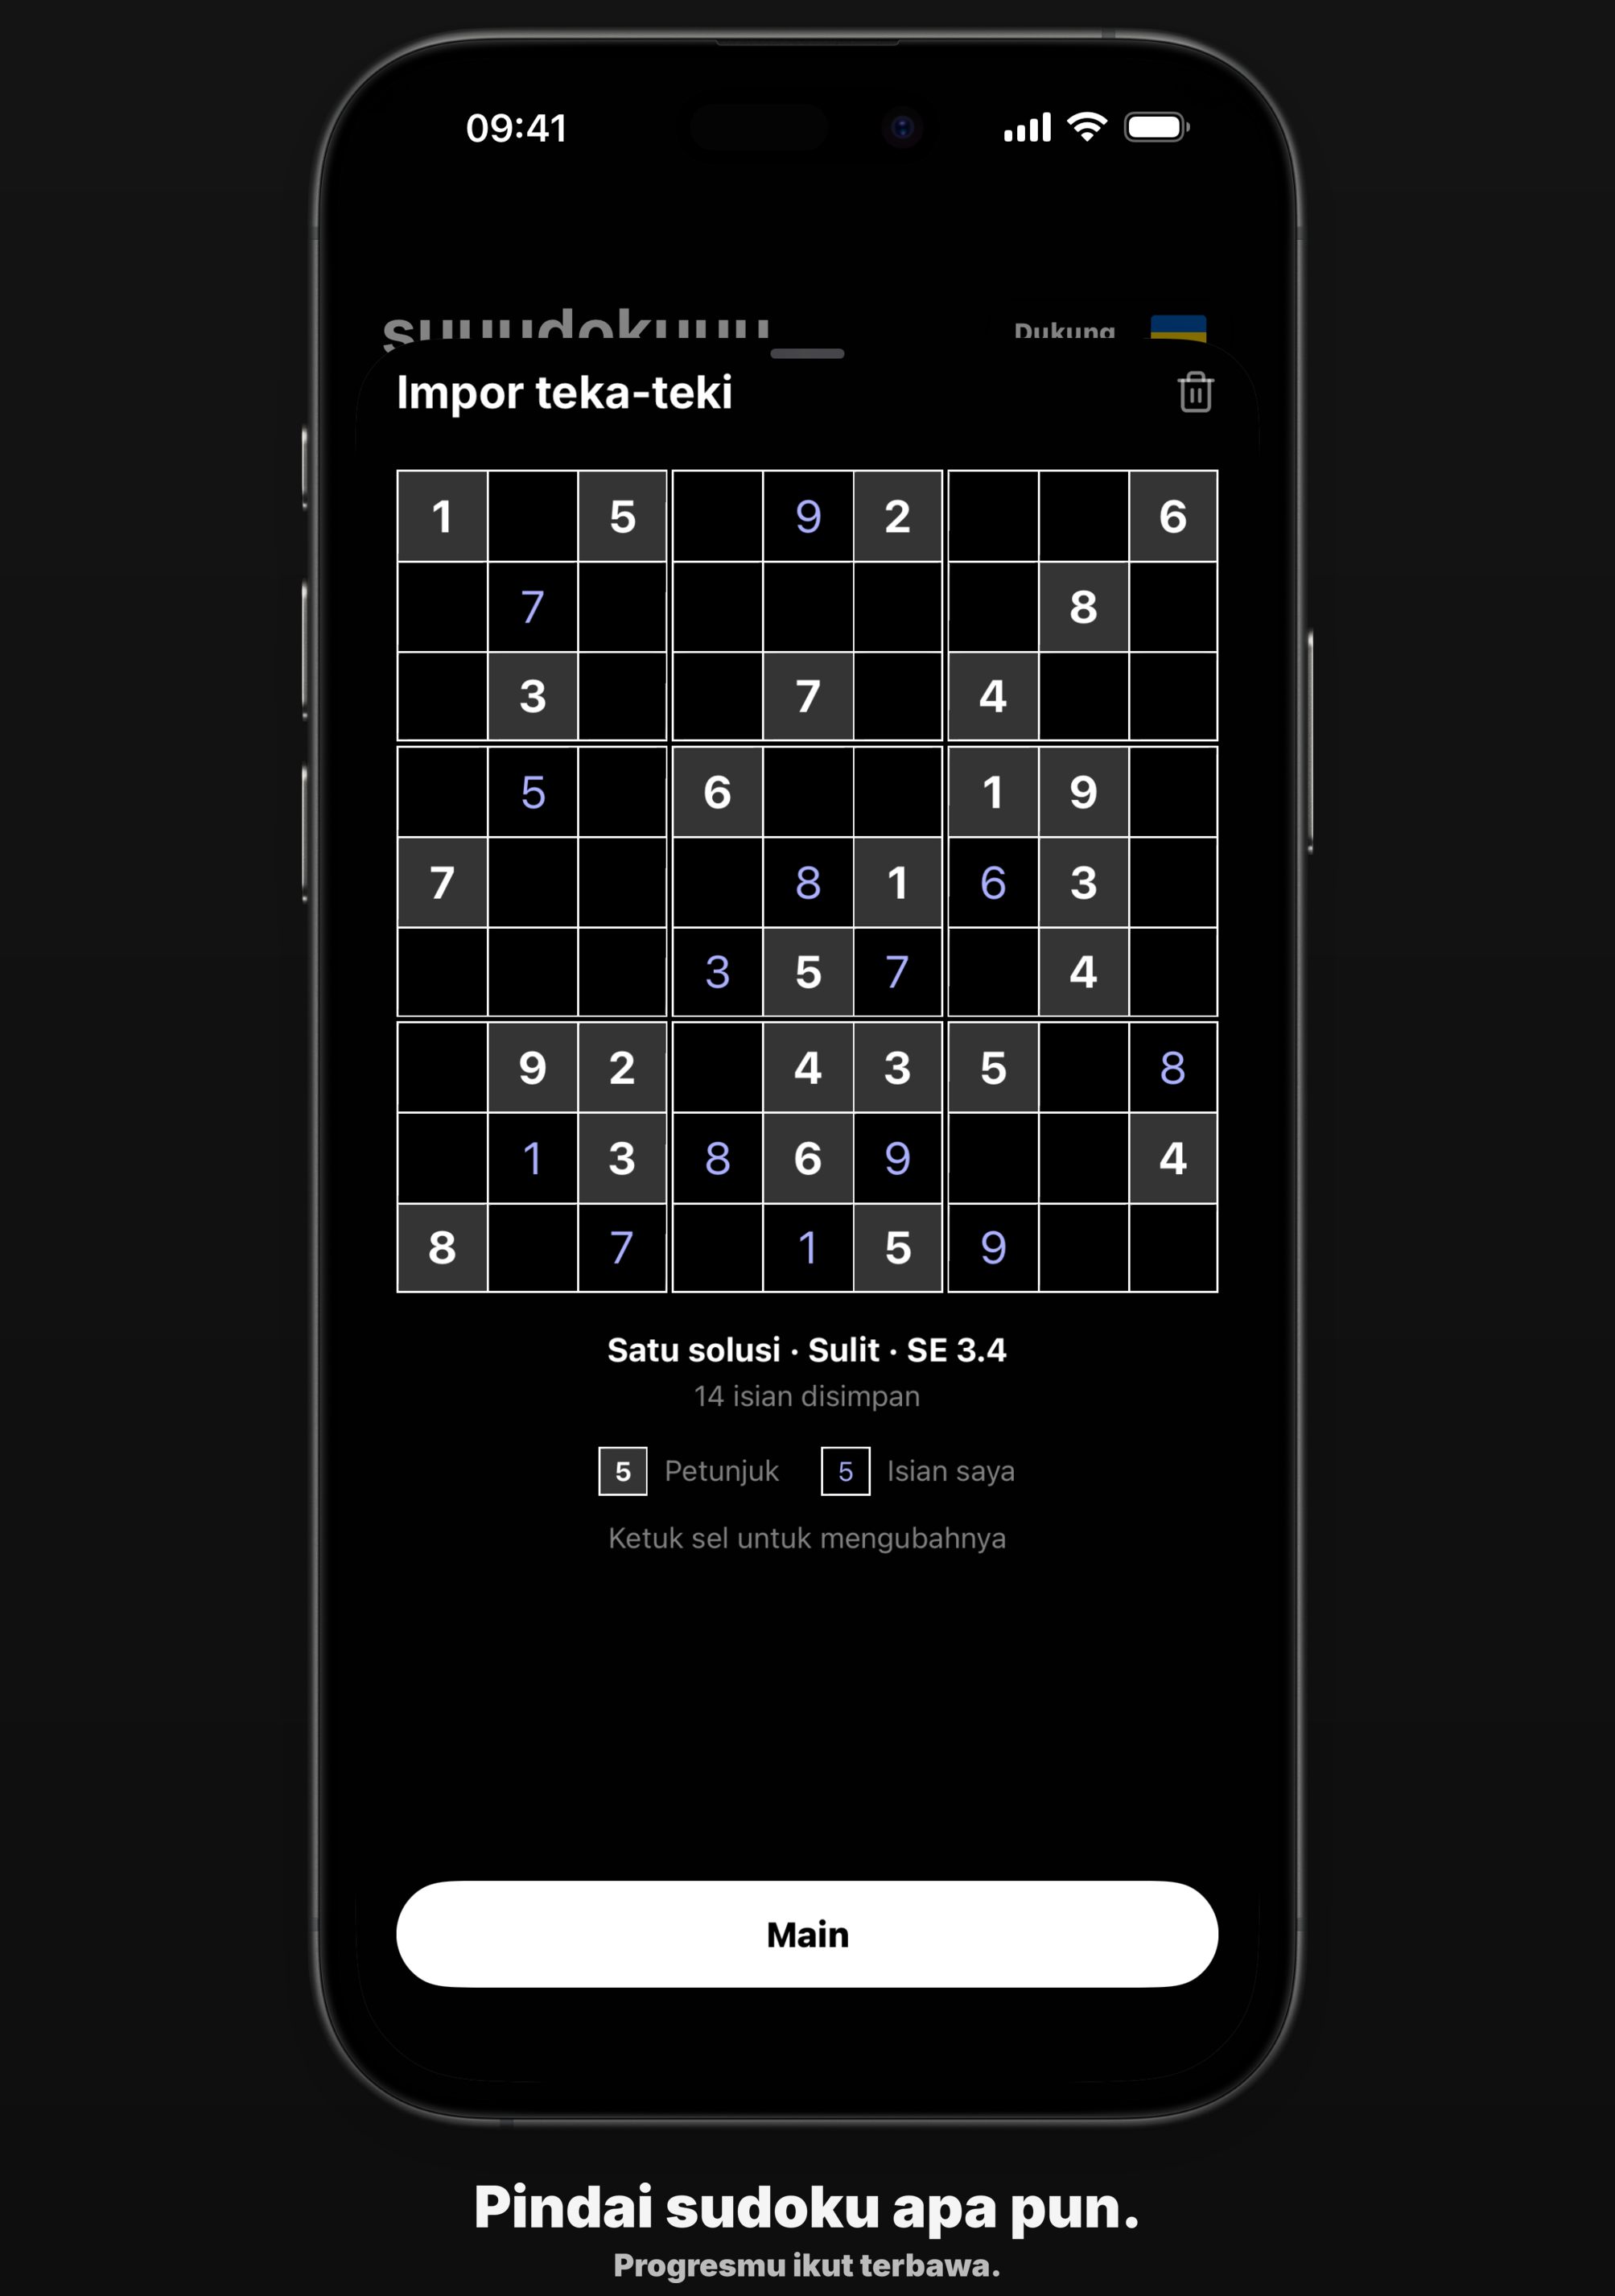 09:41
suuudokuuu
Dukung
Impor teka-teki
1 5 9 2 6
7 8
3 7 4
5 6 1 9
7 8 1 6 3
3 5 7 4
9 2 4 3 5 8
1 3 8 6 9 4
8 7 1 5 9
Satu solusi · Sulit · SE 3.4
14 isian disimpan
5 Petunjuk 5 Isian saya
Ketuk sel untuk mengubahnya
Main
Pindai sudoku apa pun.
Progresmu ikut terbawa.